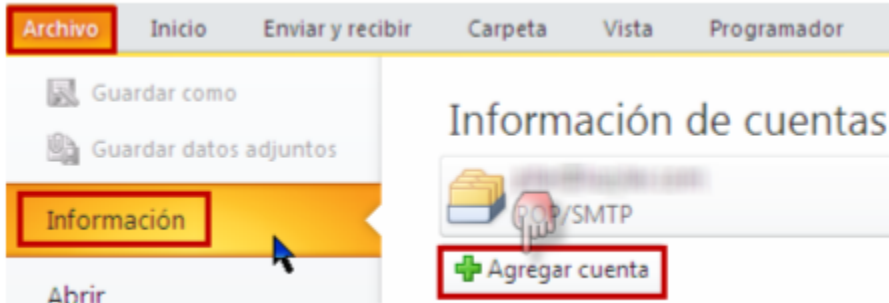 Archivo Inicio Enviar y recibir Carpeta Vista Programador
Guardar como
Guardar datos adjuntos
Información
Abrir
Información de cuentas
POP/SMTP
Agregar cuenta